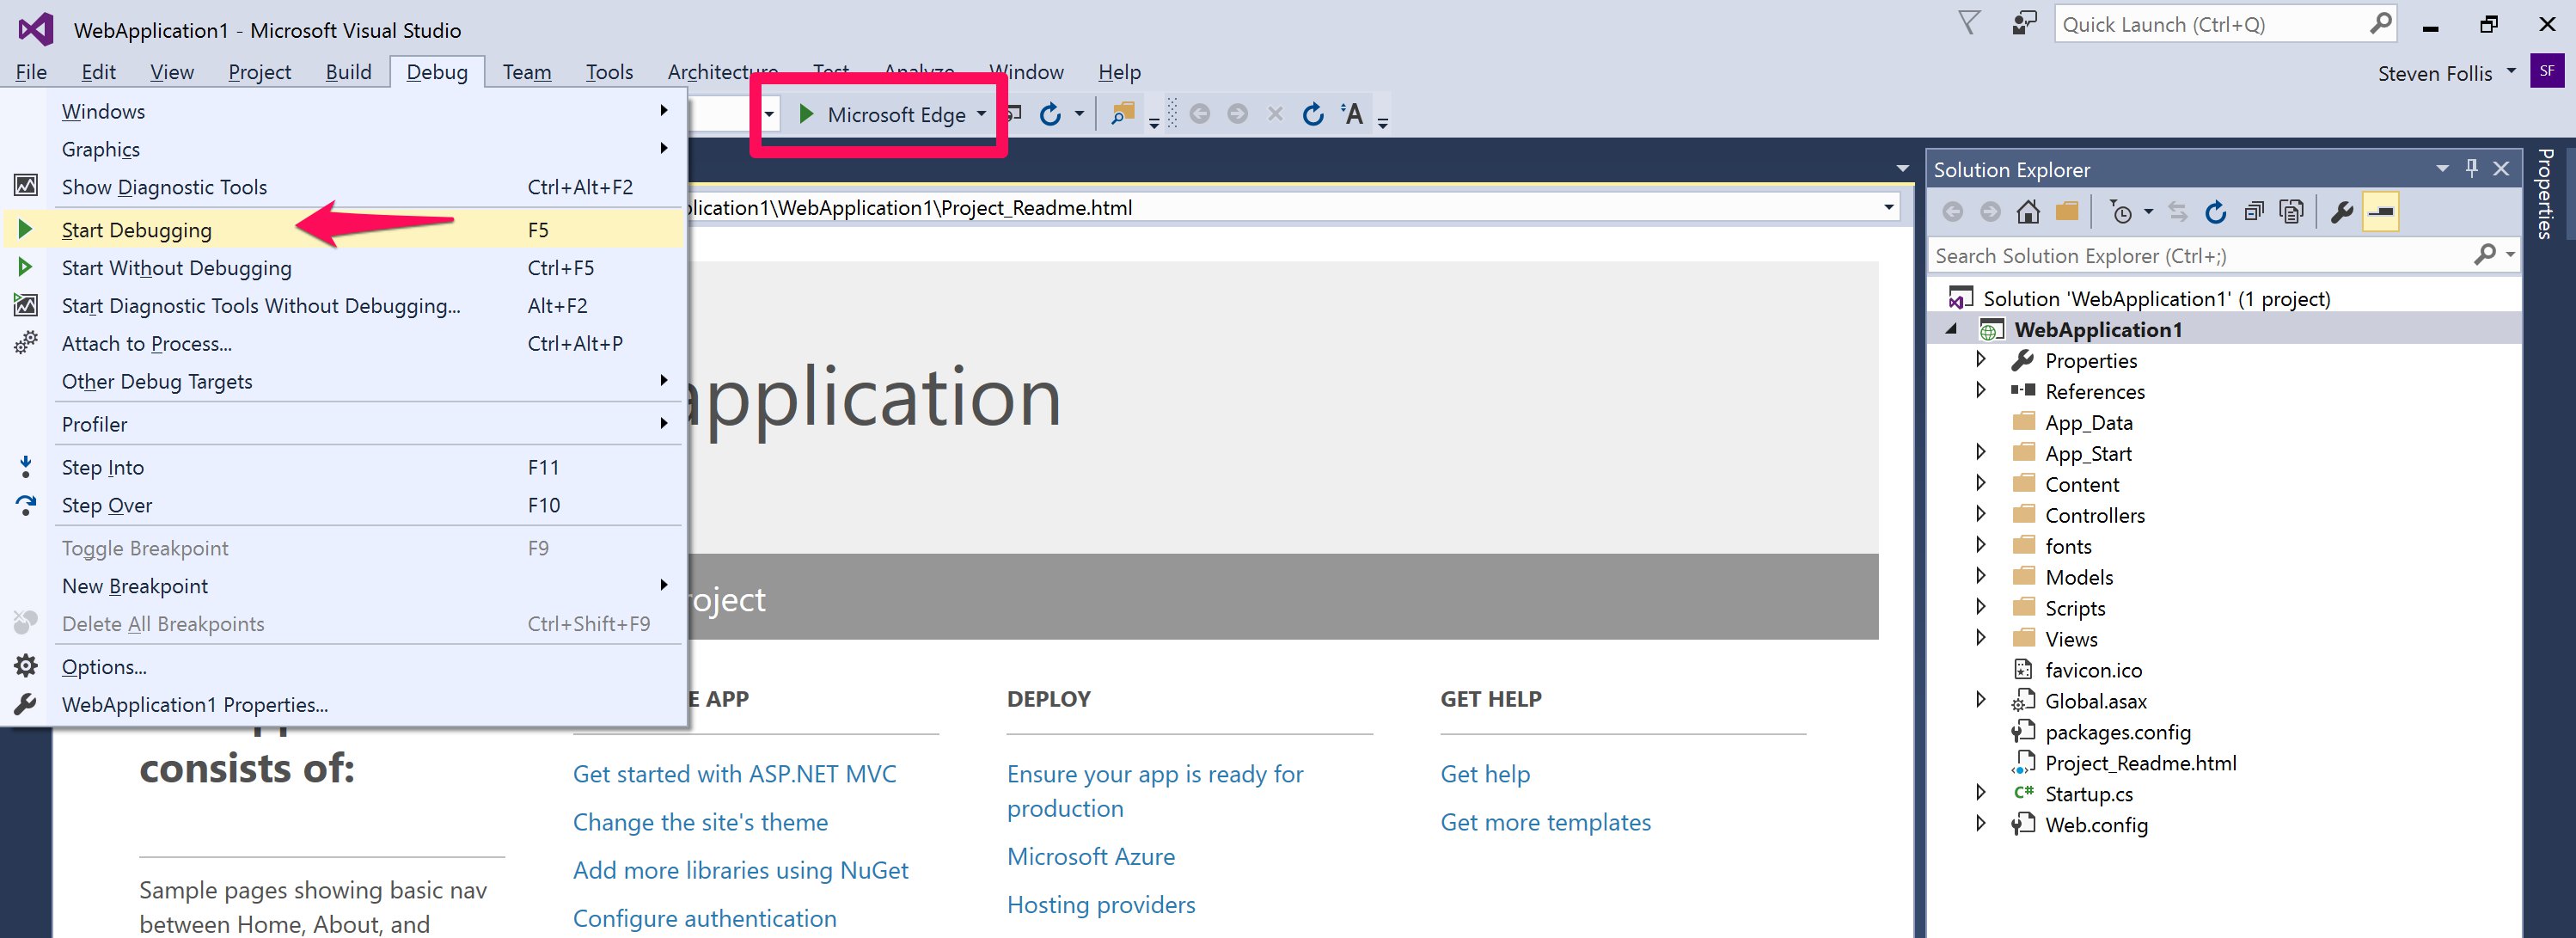 WebApplication1 - Microsoft Visual Studio
Quick Launch (Ctrl+Q)
File Edit View Project Build Debug Team Tools Architecture Test Analyze Window Help
Steven Follis SF
Windows
Graphics
Show Diagnostic Tools Ctrl+Alt+F2
Start Debugging F5
Start Without Debugging Ctrl+F5
Start Diagnostic Tools Without Debugging... Alt+F2
Attach to Process... Ctrl+Alt+P
Other Debug Targets
Profiler
Step Into F11
Step Over F10
Toggle Breakpoint F9
New Breakpoint
Delete All Breakpoints Ctrl+Shift+F9
Options...
WebApplication1 Properties...
Microsoft Edge
A
plication1\WebApplication1\Project_Readme.html
application
roject
consists of:
Sample pages showing basic nav
between Home, About, and
E APP
Get started with ASP.NET MVC
Change the site's theme
Add more libraries using NuGet
Configure authentication
DEPLOY
Ensure your app is ready for
production
Microsoft Azure
Hosting providers
GET HELP
Get help
Get more templates
Solution Explorer
Search Solution Explorer (Ctrl+;)
Solution 'WebApplication1' (1 project)
WebApplication1
Properties
References
App_Data
App_Start
Content
Controllers
fonts
Models
Scripts
Views
favicon.ico
Global.asax
packages.config
Project_Readme.html
C# Startup.cs
Web.config
Properties